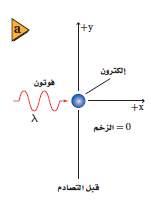 a
+y
إلكترون
فوتون
λ
+x
الزخم = 0
قبل التصادم